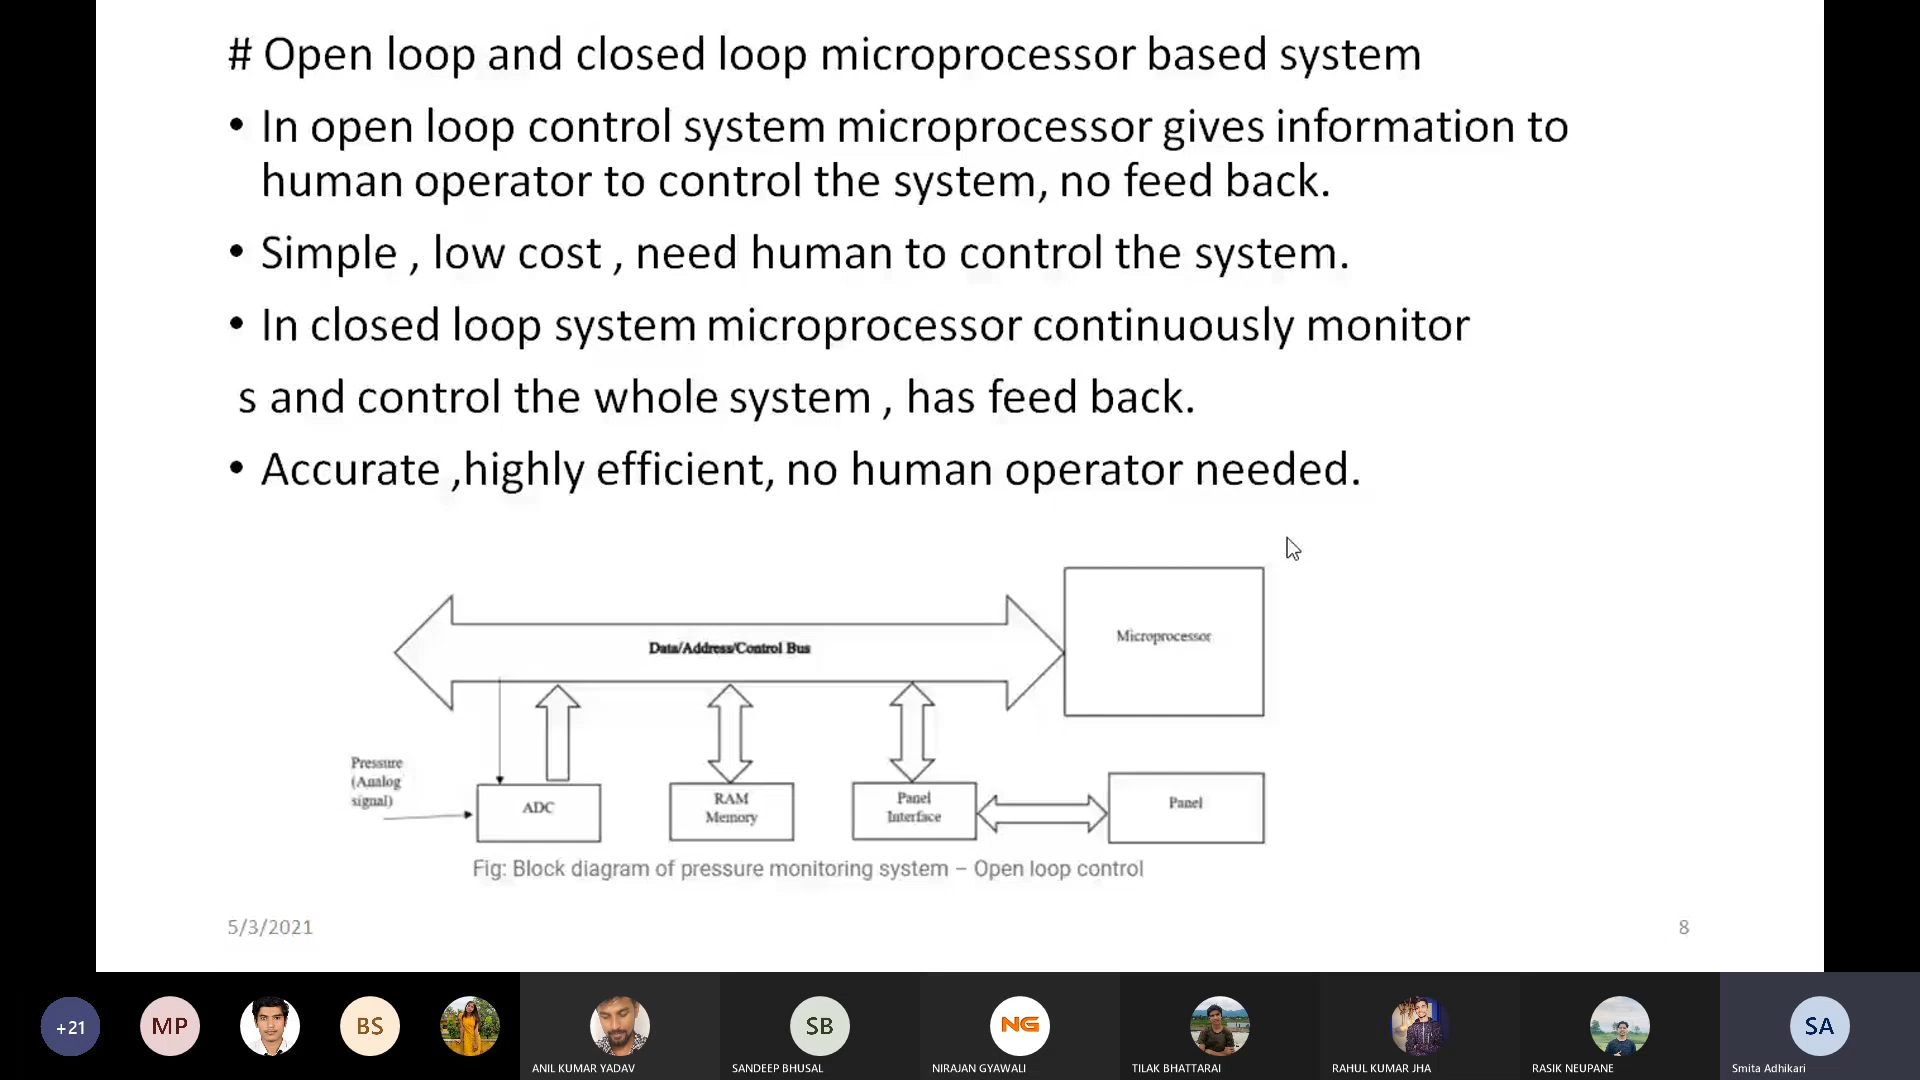 # Open loop and closed loop microprocessor based system
• In open loop control system microprocessor gives information to
human operator to control the system, no feed back.
• Simple , low cost , need human to control the system.
• In closed loop system microprocessor continuously monitor
s and control the whole system , has feed back.
• Accurate ,highly efficient, no human operator needed.
Data/Address/Control Bus
Microprocessor
Pressure
(Analog
signal)
ADC
RAM
Memory
Panel
Interface
Panel
Fig: Block diagram of pressure monitoring system – Open loop control
5/3/2021
8
+21
MP
BS
SB
NG
SA
ANIL KUMAR YADAV
SANDEEP BHUSAL
NIRAJAN GYAWALI
TILAK BHATTARAI
RAHUL KUMAR JHA
RASIK NEUPANE
Smita Adhikari